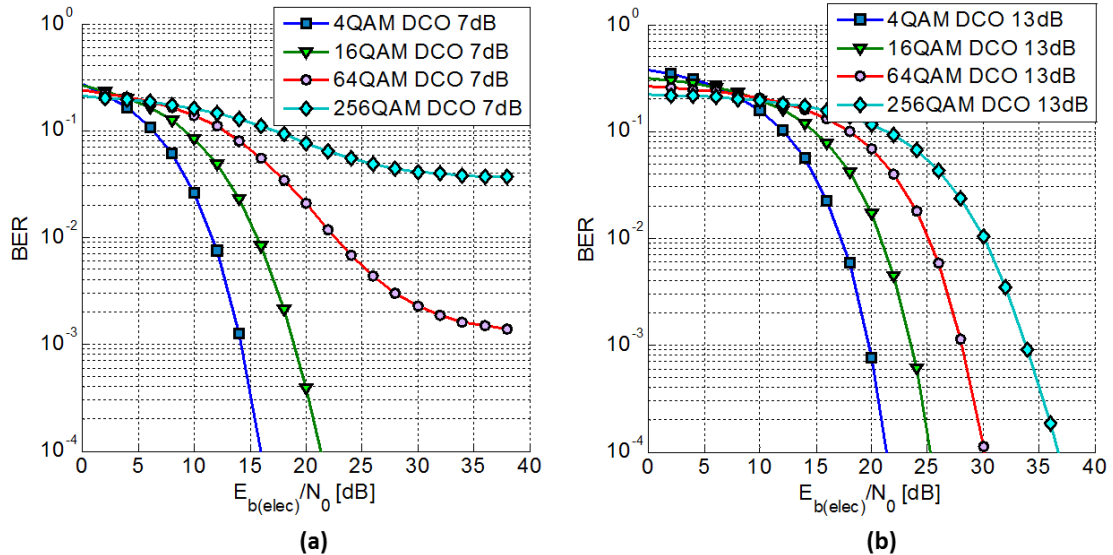 4QAM DCO 7dB
16QAM DCO 7dB
64QAM DCO 7dB
256QAM DCO 7dB
10^0
10^-1
10^-2
10^-3
10^-4
BER
0 5 10 15 20 25 30 35 40
E_b(elec)/N_0 [dB]
(a)
4QAM DCO 13dB
16QAM DCO 13dB
64QAM DCO 13dB
256QAM DCO 13dB
10^0
10^-1
10^-2
10^-3
10^-4
BER
0 5 10 15 20 25 30 35 40
E_b(elec)/N_0 [dB]
(b)